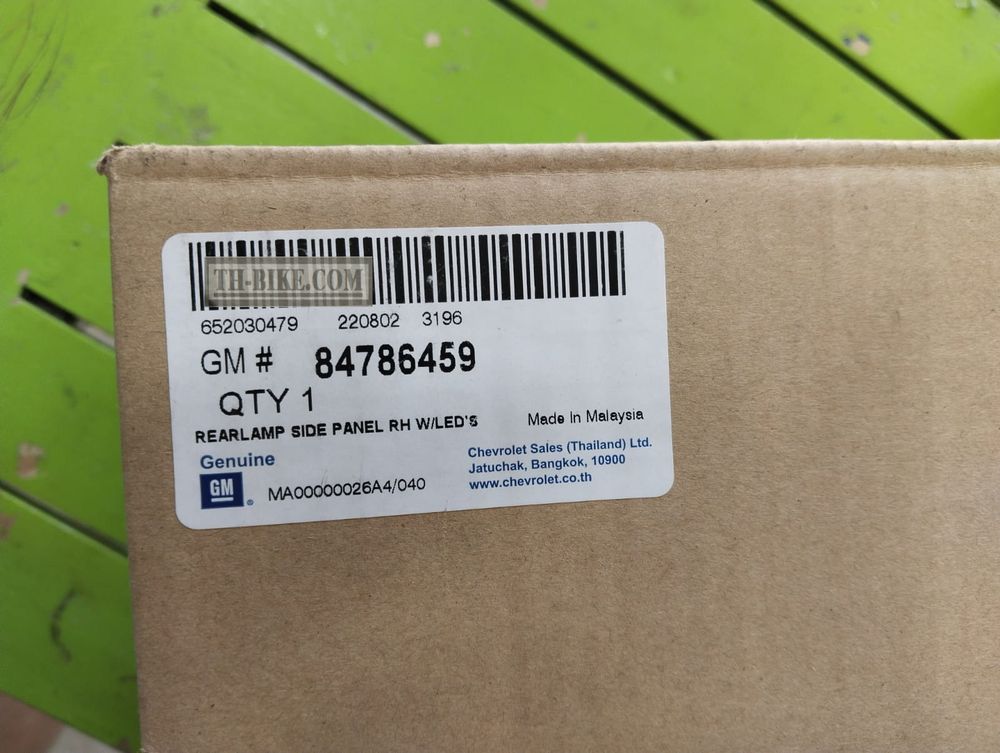 TH-BIKE.COM
652030479 220802 3196
GM # 84786459
QTY 1
REARLAMP SIDE PANEL RH W/LED'S
Made In Malaysia
Genuine
GM ®
MA00000026A4/040
Chevrolet Sales (Thailand) Ltd.
Jatuchak, Bangkok, 10900
www.chevrolet.co.th